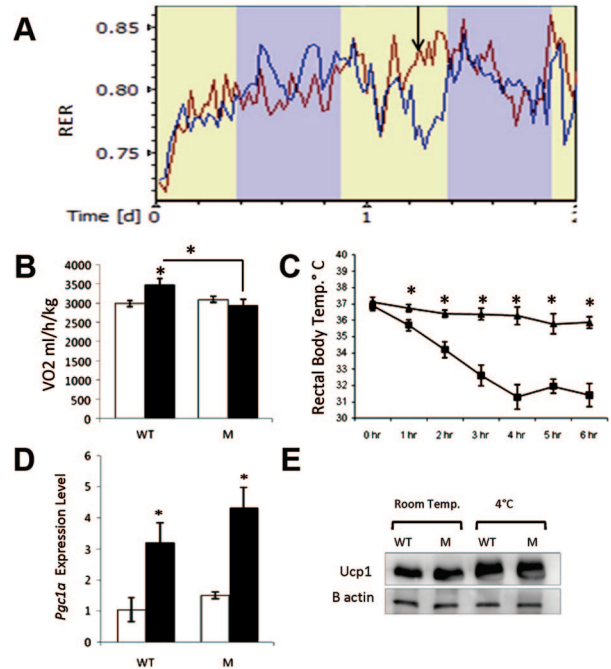 A
RER
0.85
0.80
0.75
Time [d]
0
1
B
VO2 ml/h/kg
4000
3500
3000
2500
2000
1500
1000
500
0
*
*
WT
M
C
Rectal Body Temp.° C
40
39
38
37
36
35
34
33
32
31
30
* * * * * *
0 hr 1 hr 2 hr 3 hr 4 hr 5 hr 6 hr
D
Pgc1α Expression Level
6
5
4
3
2
1
0
*
*
WT
M
E
Room Temp. 4°C
WT M WT M
Ucp1
B actin